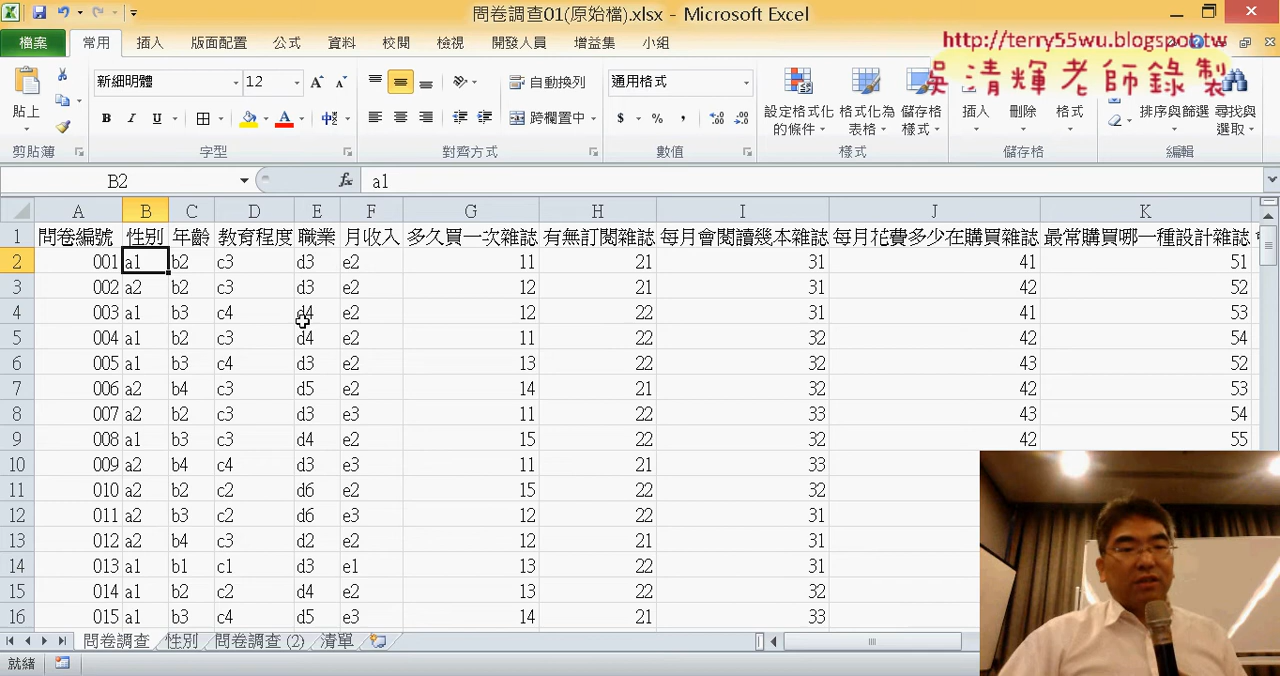 問卷調查01(原始檔).xlsx - Microsoft Excel
檔案 常用 插入 版面配置 公式 資料 校閱 檢視 開發人員 增益集 小組
http://terry55wu.blogspot.tw
吳清輝老師錄製
貼上 新細明體 12 自動換列 通用格式 設定格式化的條件 格式化為表格 儲存格樣式 插入 刪除 格式 排序與篩選 尋找與選取
B I U A 中 跨欄置中 $ % ,
剪貼簿 字型 對齊方式 數值 樣式 儲存格 編輯
B2 fx a1
A B C D E F G H I J K
1 問卷編號 性別 年齡 教育程度 職業 月收入 多久買一次雜誌 有無訂閱雜誌 每月會閱讀幾本雜誌 每月花費多少在購買雜誌 最常購買哪一種設計雜誌
2 001 a1 b2 c3 d3 e2 11 21 31 41 51
3 002 a2 b2 c3 d3 e2 12 21 31 42 52
4 003 a1 b3 c4 d4 e2 12 22 31 41 53
5 004 a1 b2 c3 d4 e2 11 22 32 42 54
6 005 a1 b3 c4 d3 e2 13 22 32 43 52
7 006 a2 b4 c3 d5 e2 14 21 32 42 53
8 007 a2 b2 c3 d3 e3 11 22 33 43 54
9 008 a1 b3 c3 d4 e2 15 22 32 42 55
10 009 a2 b4 c4 d3 e3 11 21 33
11 010 a2 b2 c2 d6 e2 15 22 32
12 011 a2 b3 c2 d6 e3 12 22 31
13 012 a2 b4 c3 d2 e2 12 21 31
14 013 a1 b1 c1 d3 e1 13 22 31
15 014 a1 b2 c2 d4 e2 13 22 32
16 015 a1 b3 c4 d5 e3 14 21 33
問卷調查 性別 問卷調查 (2) 清單
就緒